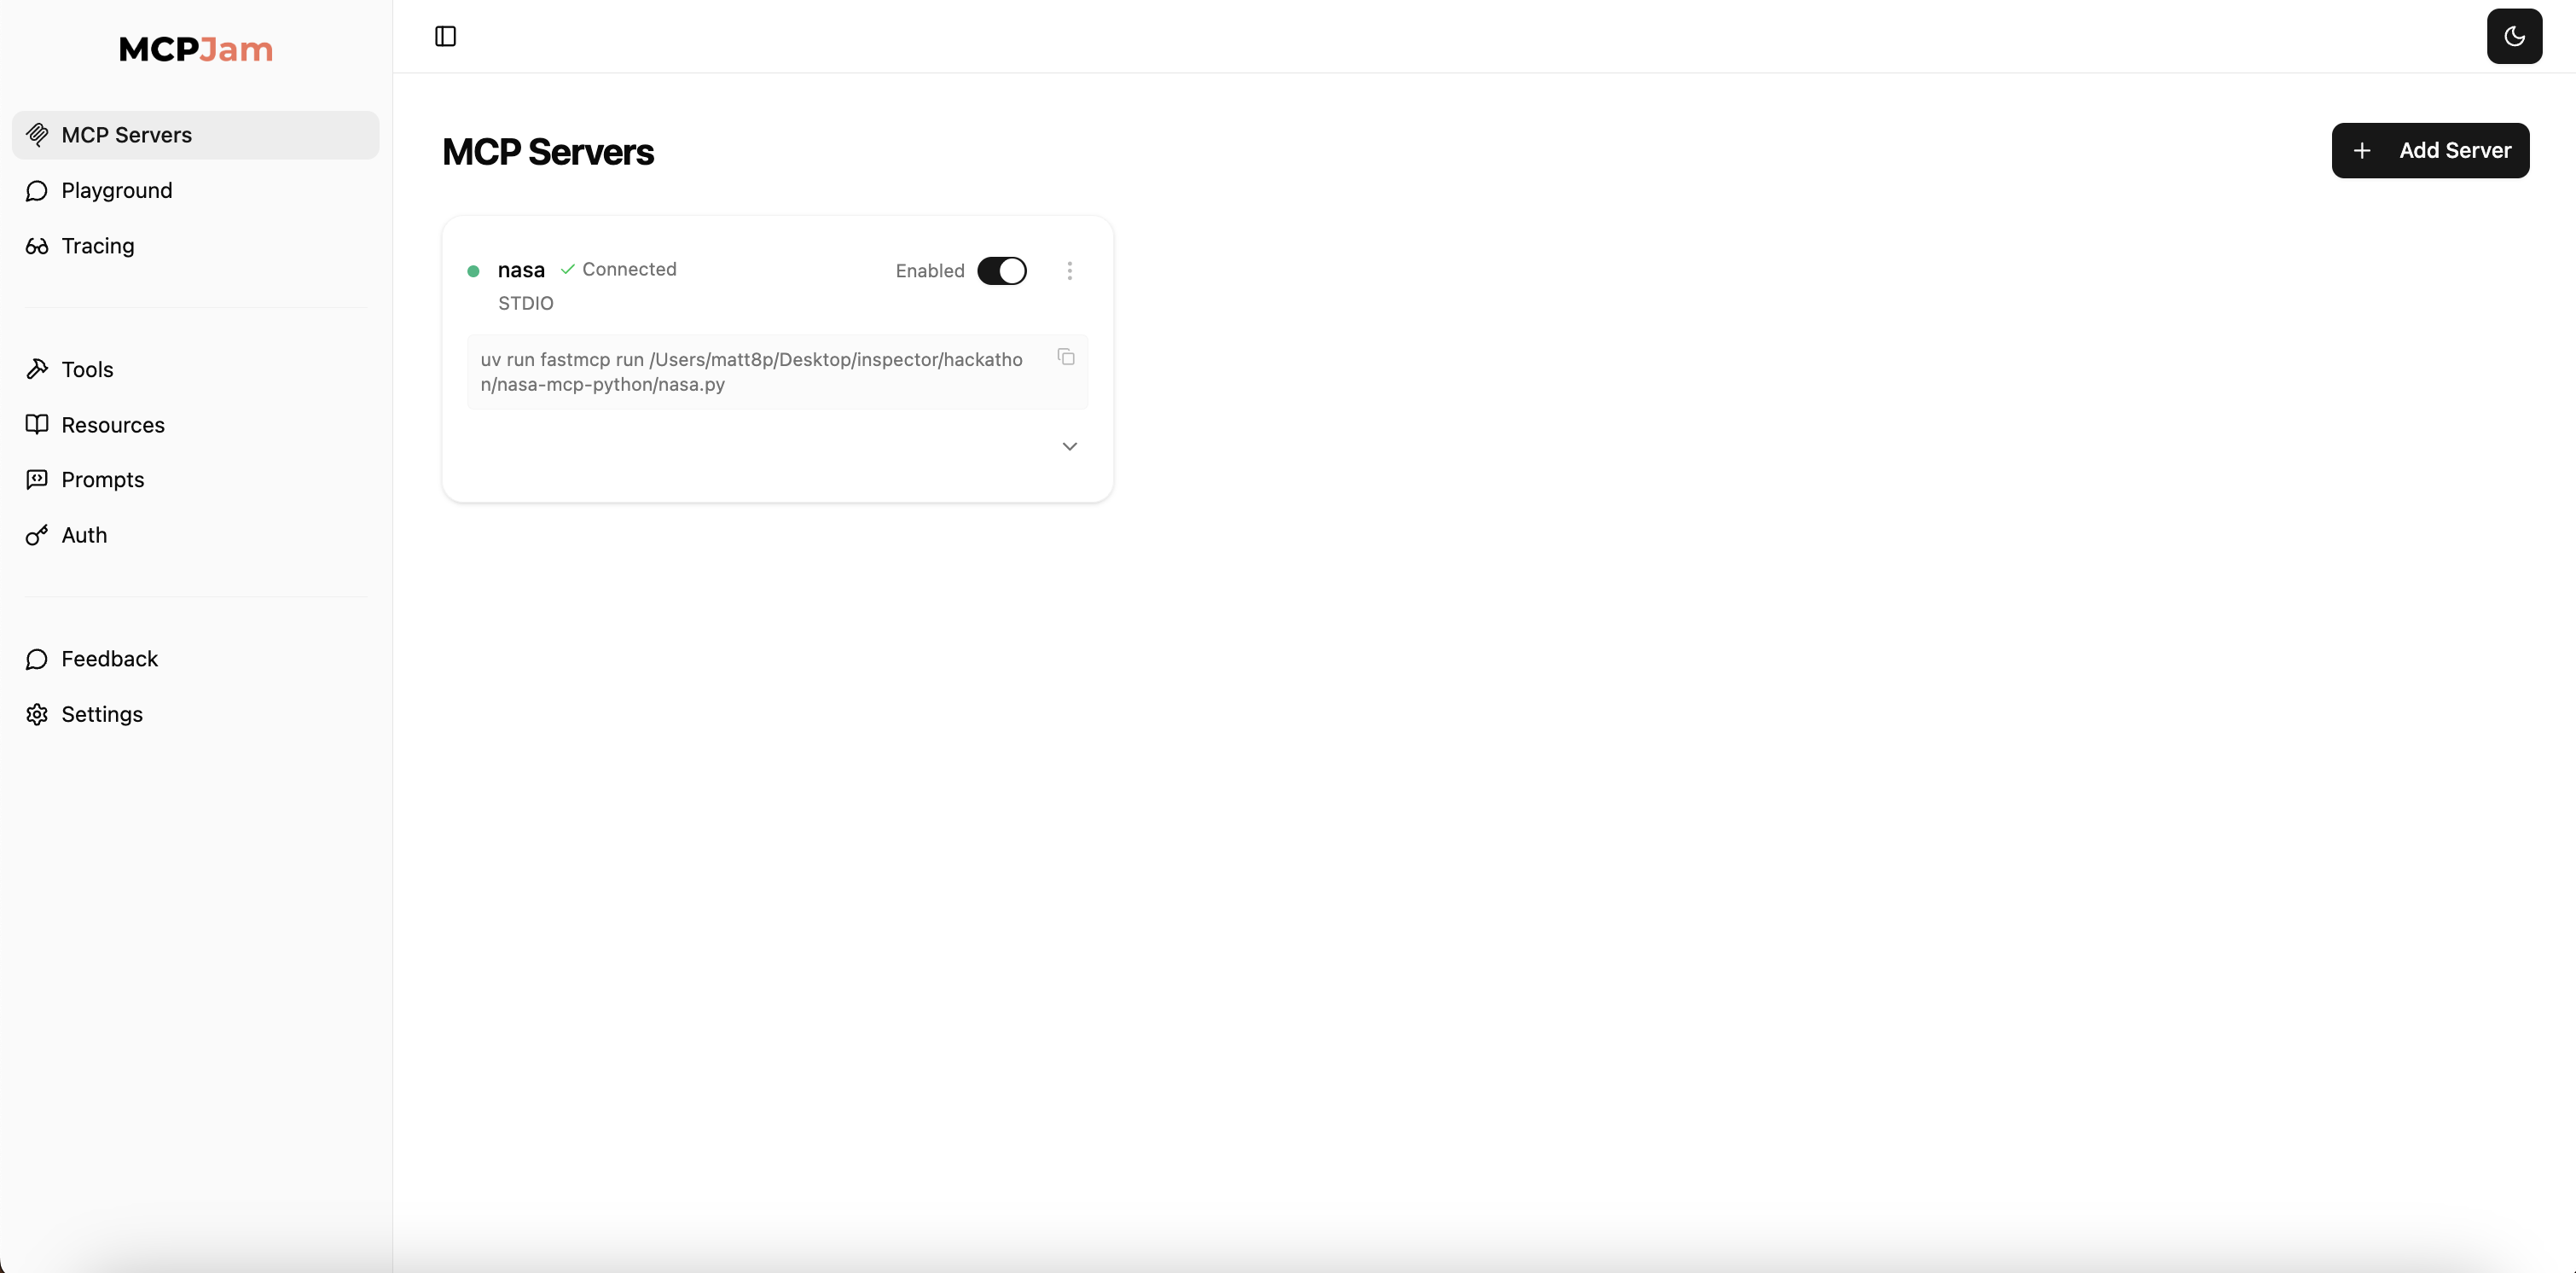 MCPJam
MCP Servers
Playground
Tracing
Tools
Resources
Prompts
Auth
Feedback
Settings
MCP Servers
Add Server
nasa
Connected
Enabled
STDIO
uv run fastmcp run /Users/matt8p/Desktop/inspector/hackatho
n/nasa-mcp-python/nasa.py